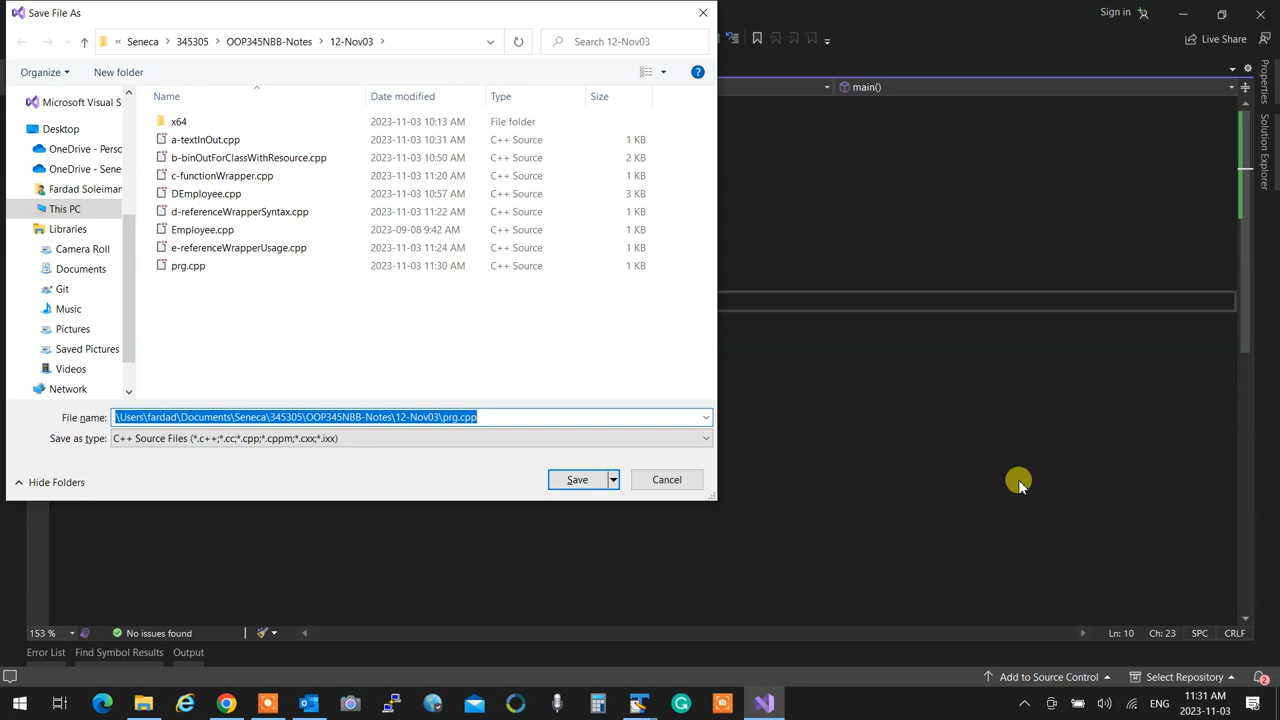 Save File As
Sign in
Live Share
« Seneca > 345305 > OOP345NBB-Notes > 12-Nov03 >
Search 12-Nov03
Organize
New folder
main()
Properties
Solution Explorer
Name Date modified Type Size
Microsoft Visual S
Desktop
OneDrive - Perso
OneDrive - Sene
Fardad Soleiman
This PC
Libraries
Camera Roll
Documents
Git
Music
Pictures
Saved Pictures
Videos
Network
x64 2023-11-03 10:13 AM File folder
a-textInOut.cpp 2023-11-03 10:31 AM C++ Source 1 KB
b-binOutForClassWithResource.cpp 2023-11-03 10:50 AM C++ Source 2 KB
c-functionWrapper.cpp 2023-11-03 11:20 AM C++ Source 1 KB
DEmployee.cpp 2023-11-03 10:57 AM C++ Source 3 KB
d-referenceWrapperSyntax.cpp 2023-11-03 11:22 AM C++ Source 1 KB
Employee.cpp 2023-09-08 9:42 AM C++ Source 1 KB
e-referenceWrapperUsage.cpp 2023-11-03 11:24 AM C++ Source 1 KB
prg.cpp 2023-11-03 11:30 AM C++ Source 1 KB
File name: \Users\fardad\Documents\Seneca\345305\OOP345NBB-Notes\12-Nov03\prg.cpp
Save as type: C++ Source Files (*.c++;*.cc;*.cpp;*.cppm;*.cxx;*.ixx)
Hide Folders
Save
Cancel
153 %
No issues found
Ln: 10 Ch: 23 SPC CRLF
Error List Find Symbol Results Output
Add to Source Control
Select Repository
2
ENG
11:31 AM
2023-11-03